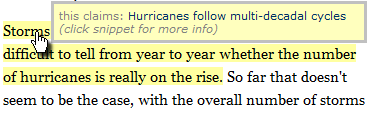 this claims: Hurricanes follow multi-decadal cycles
(click snippet for more info)
Storms
difficult to tell from year to year whether the number
of hurricanes is really on the rise. So far that doesn't
seem to be the case, with the overall number of storms